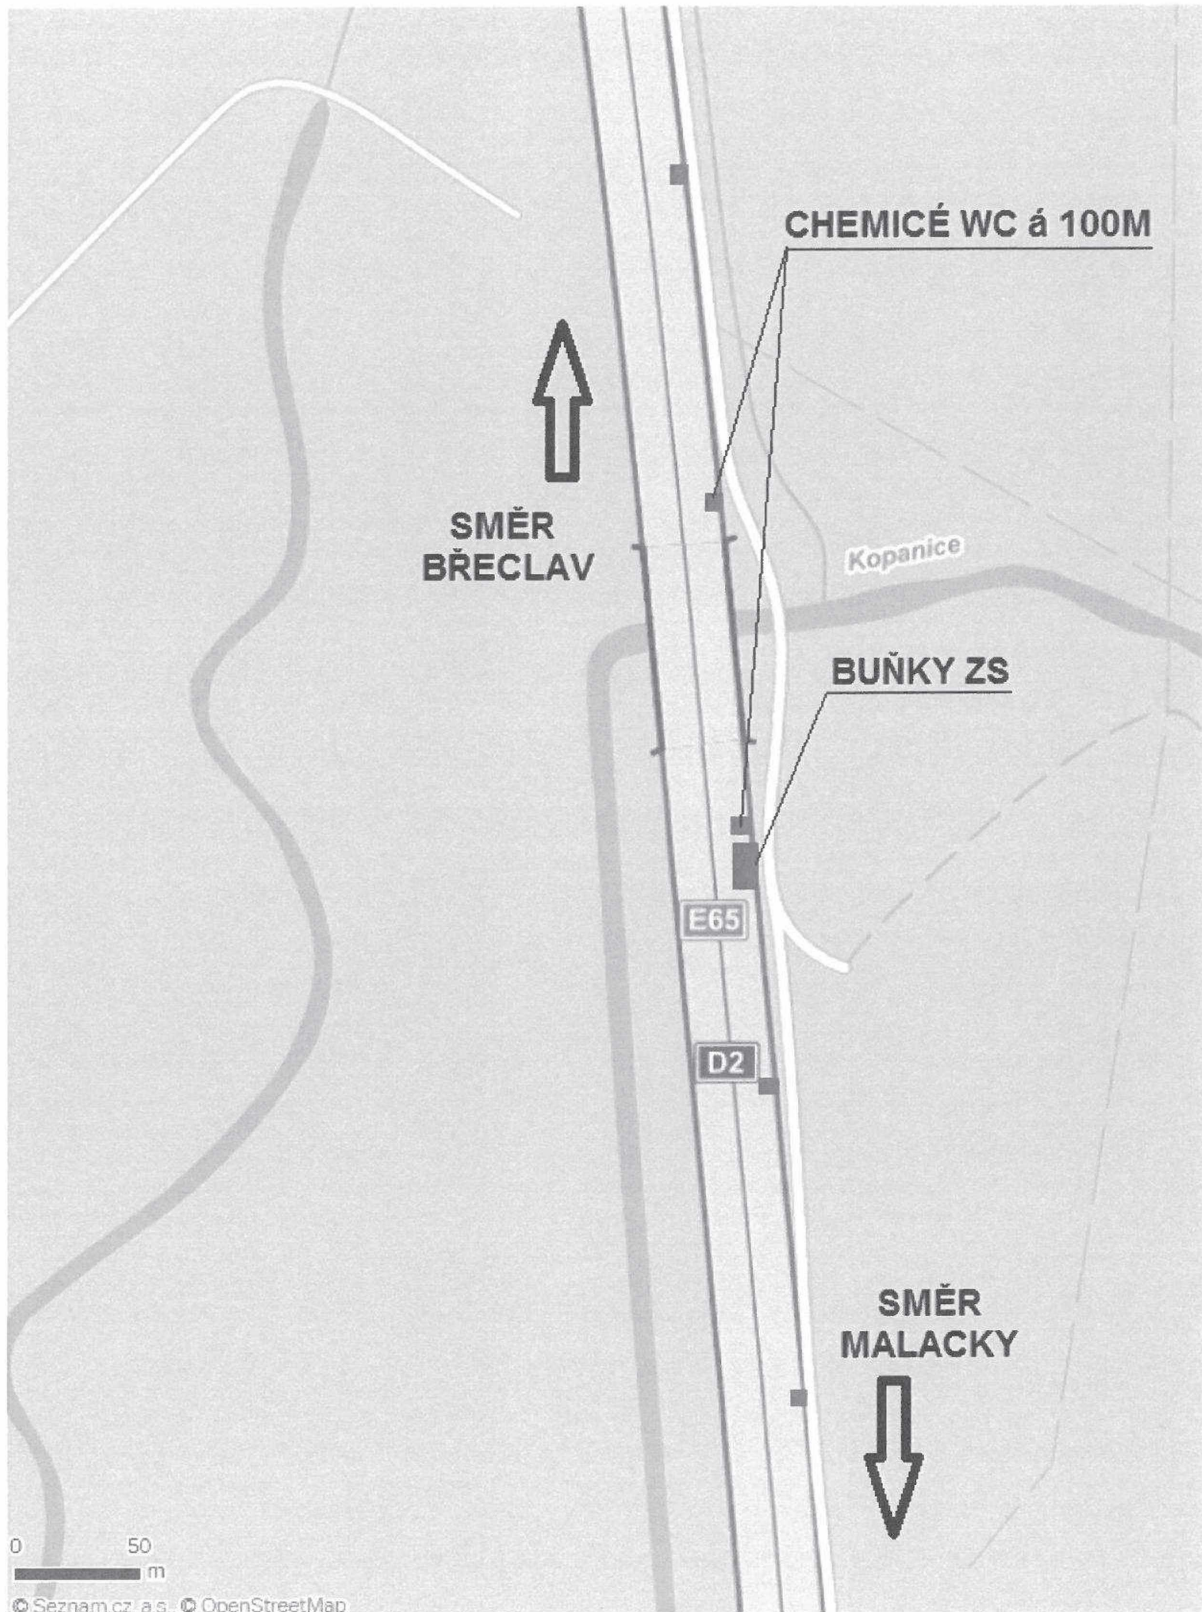 CHEMICÉ WC á 100M
SMĚR
BŘECLAV
Kopanice
BUŇKY ZS
E65
D2
SMĚR
MALACKY
0 50
m
© Seznam.cz, a.s., © OpenStreetMap